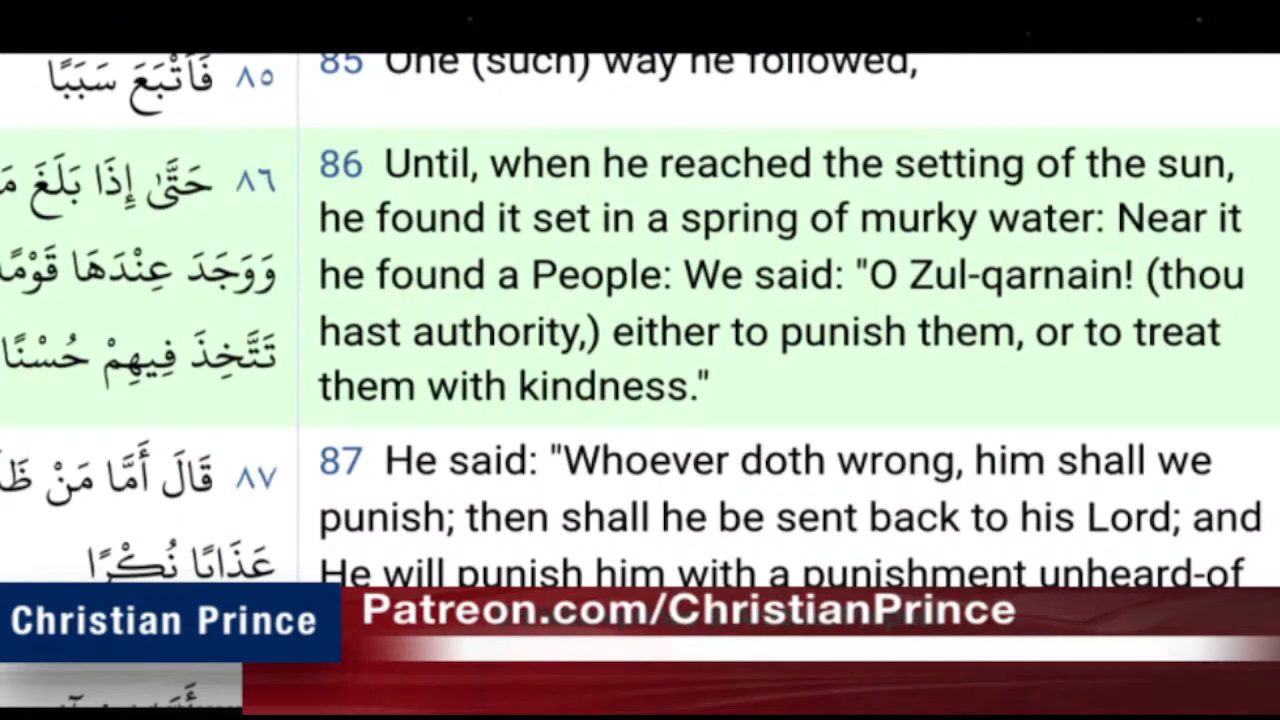 فَأَتْبَعَ سَبَبًا ٨٥
85 One (such) way he followed,
حَتَّىٰ إِذَا بَلَغَ ٨٦
وَوَجَدَ عِندَهَا قَوْمًا
تَتَّخِذَ فِيهِمْ حُسْنًا
86 Until, when he reached the setting of the sun,
he found it set in a spring of murky water: Near it
he found a People: We said: "O Zul-qarnain! (thou
hast authority,) either to punish them, or to treat
them with kindness."
قَالَ أَمَّا مَنْ ٨٧
عَذَابًا نُكْرًا
87 He said: "Whoever doth wrong, him shall we
punish; then shall he be sent back to his Lord; and
He will punish him with a punishment unheard-of
Christian Prince
Patreon.com/ChristianPrince